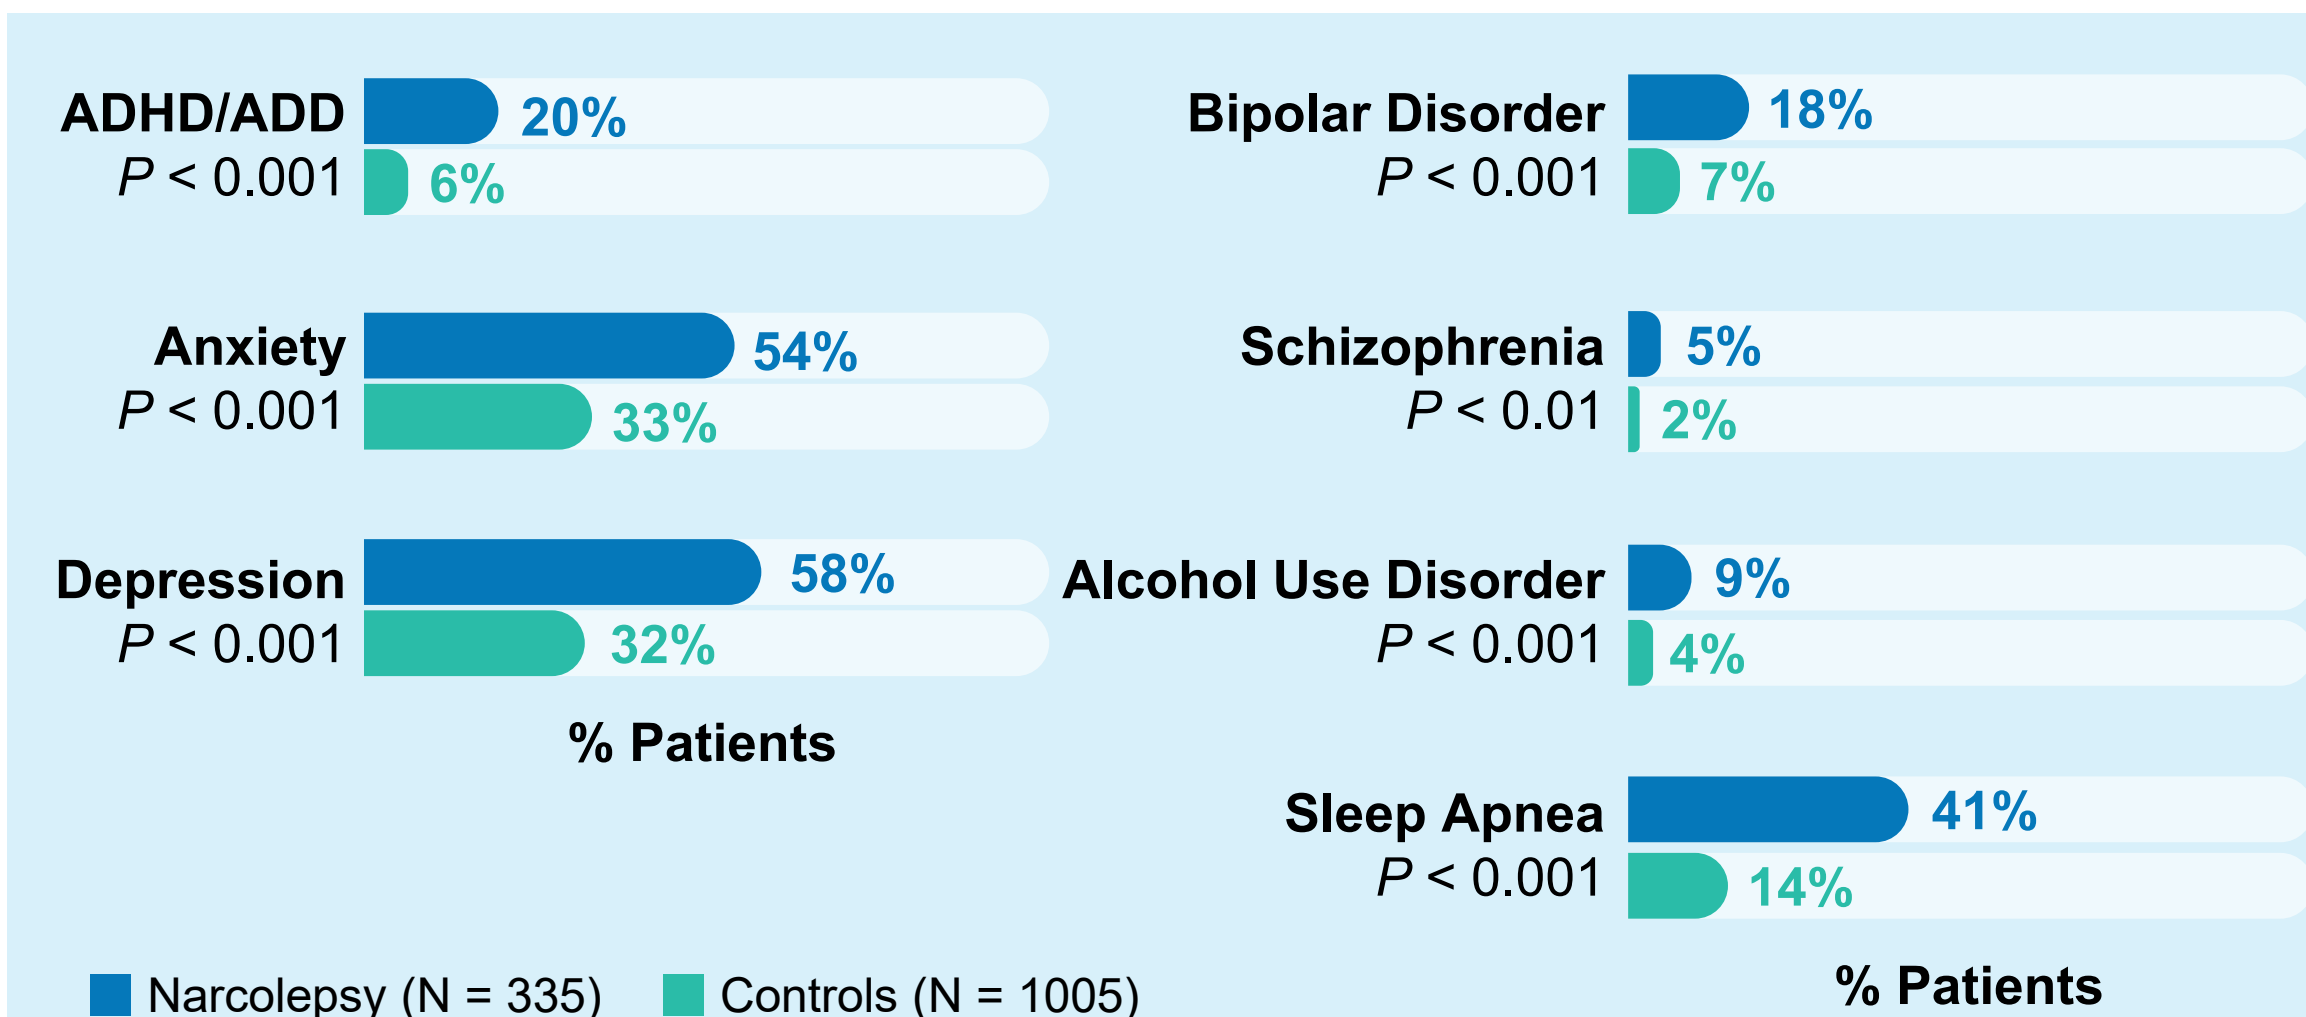 ADHD/ADD
P < 0.001
20%
6%
Anxiety
P < 0.001
54%
33%
Depression
P < 0.001
58%
32%
% Patients
Bipolar Disorder
P < 0.001
18%
7%
Schizophrenia
P < 0.01
5%
2%
Alcohol Use Disorder
P < 0.001
9%
4%
Sleep Apnea
P < 0.001
41%
14%
% Patients
Narcolepsy (N = 335)
Controls (N = 1005)